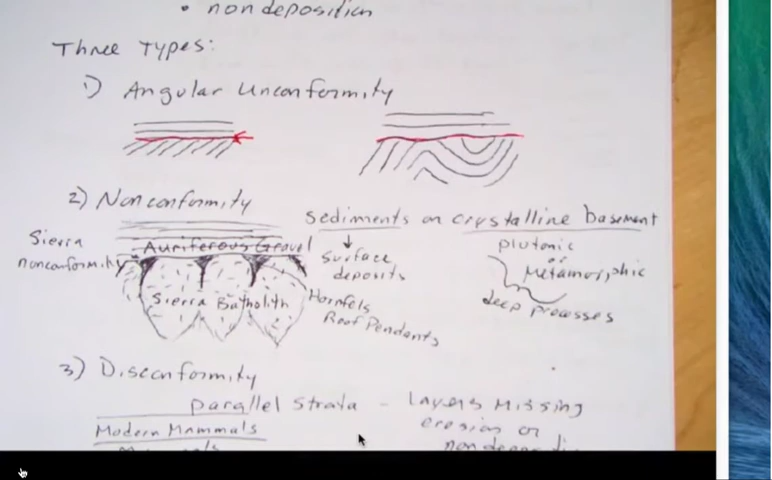 • nondeposition
Three Types:
1) Angular Unconformity
2) Nonconformity
sediments on crystalline basement
Sierra
nonconformity
Auriferous Gravel
↓
surface
deposits
plutonic
or
Metamorphic
deep processes
Sierra Batholith
Hornfels
Roof Pendants
3) Disconformity
parallel strata - Layers Missing
Modern Mammals
erosion or